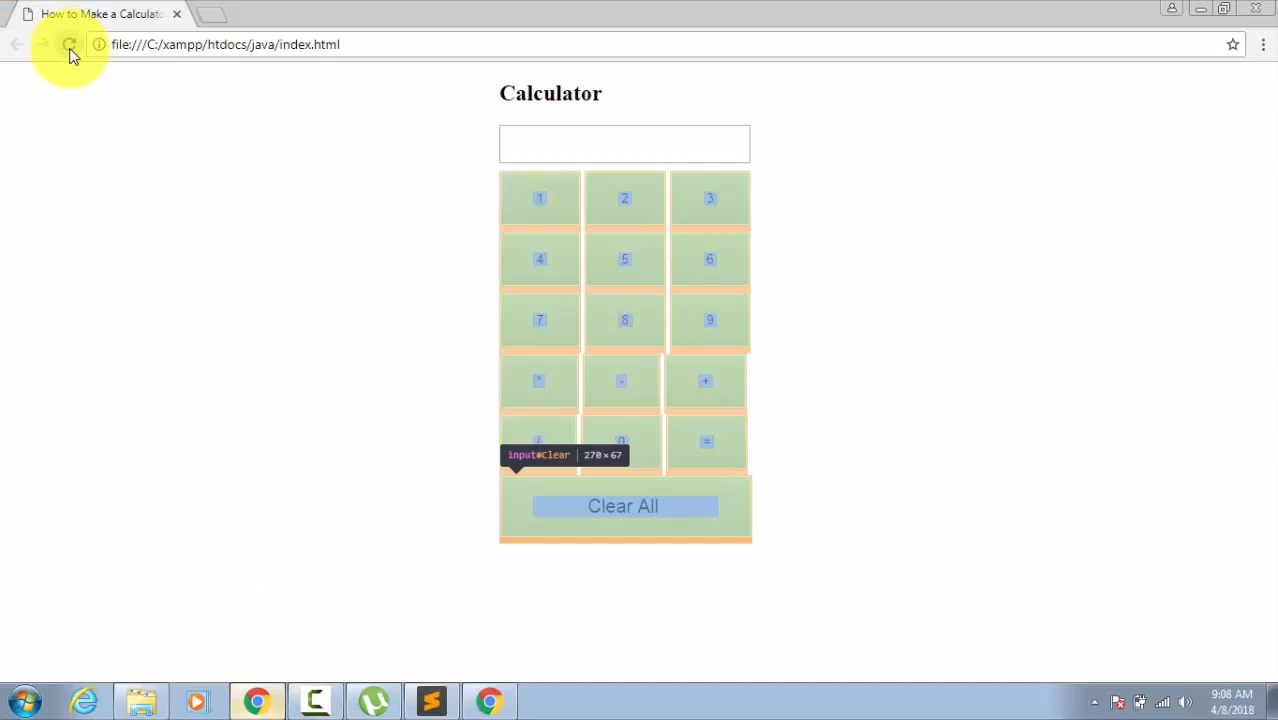 How to Make a Calculato
file:///C:/xampp/htdocs/java/index.html
Calculator
1 2 3
4 5 6
7 8 9
* - +
0 =
input#Clear 270×67
Clear All
9:08 AM
4/8/2018